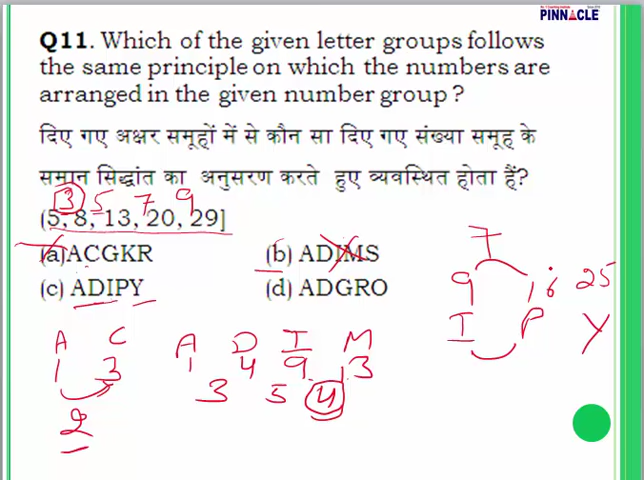 PINNACLE
Q11. Which of the given letter groups follows
the same principle on which the numbers are
arranged in the given number group ?
दिए गए अक्षर समूहों में से कौन सा दिए गए संख्या समूह के
समान सिद्धांत का अनुसरण करते हुए व्यवस्थित होता हैं?
3 5 7 9
(5, 8, 13, 20, 29]
(a)ACGKR (b) ADIMS
(c) ADIPY (d) ADGRO
7
9 16 25
I P Y
A C A D I M
1 3 1 4 9 13
3 5 4
2